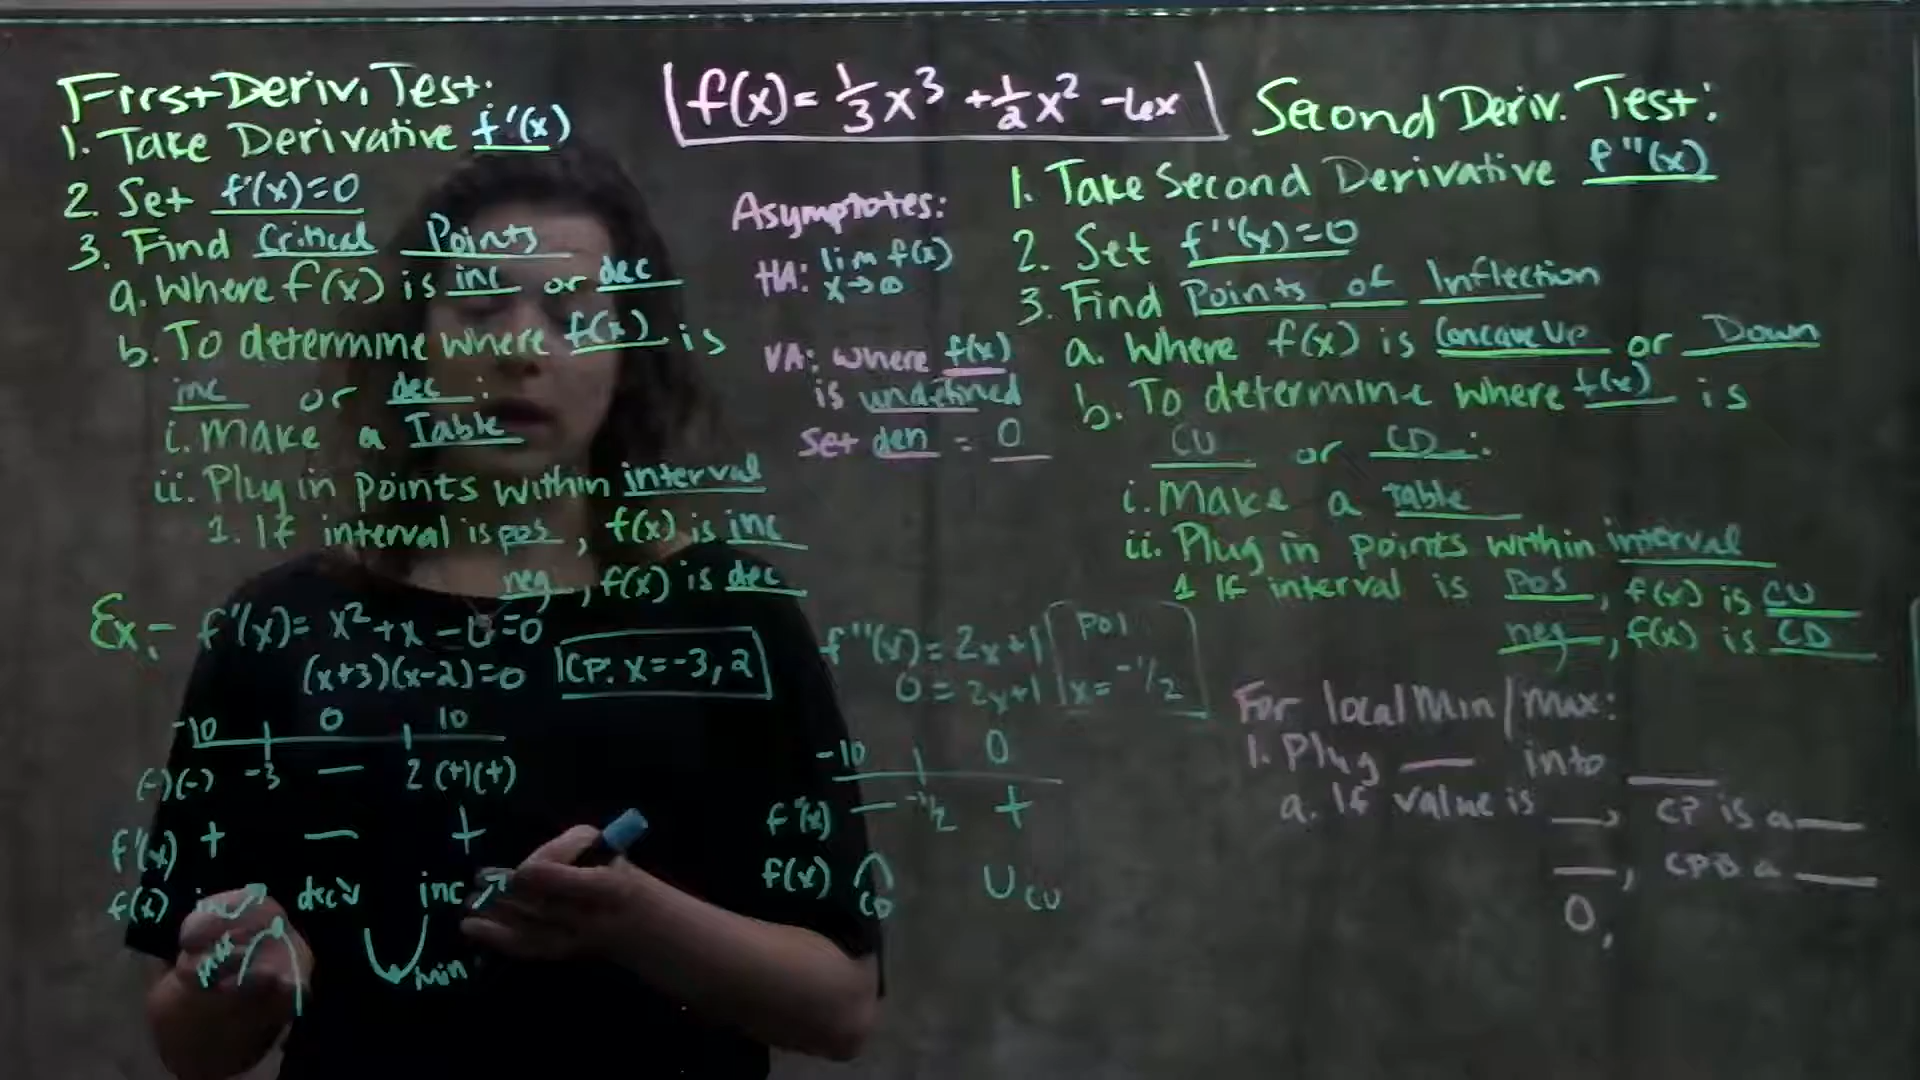 First Deriv. Test:
1. Take Derivative f'(x)
2. Set f'(x)=0
3. Find Critical Points
a. Where f(x) is inc or dec
b. To determine where f(x) is
inc or dec:
i. Make a Table
ii. Plug in points within interval
1. If interval is pos, f(x) is inc
neg, f(x) is dec
f(x)= 1/3 x³ + 1/2 x² - 6x
Asymptotes:
HA: lim f(x)
x→∞
VA: where f(x)
is undefined
Set den = 0
Second Deriv. Test:
1. Take Second Derivative f''(x)
2. Set f''(x)=0
3. Find Points of Inflection
a. Where f(x) is Concave Up or Down
b. To determine where f(x) is
CU or CD:
i. Make a table
ii. Plug in points within interval
1 If interval is pos, f(x) is CU
neg, f(x) is CD
Ex:- f'(x)= x²+x-6=0
(x+3)(x-2)=0
CP: x=-3, 2
-10 0 10
(-)(-) -3 — 2 (+)(+)
f'(x) + — +
f(x) inc↗ dec↘ inc↗
max min
f''(x)=2x+1
0=2x+1
POI
x=-1/2
-10 0
f''(x) — -1/2 +
f(x) ∩ ∪ CU
CD
For local Min/Max:
1. Plug __ into __
a. If value is __, CP is a __
__, CP is a __
0,